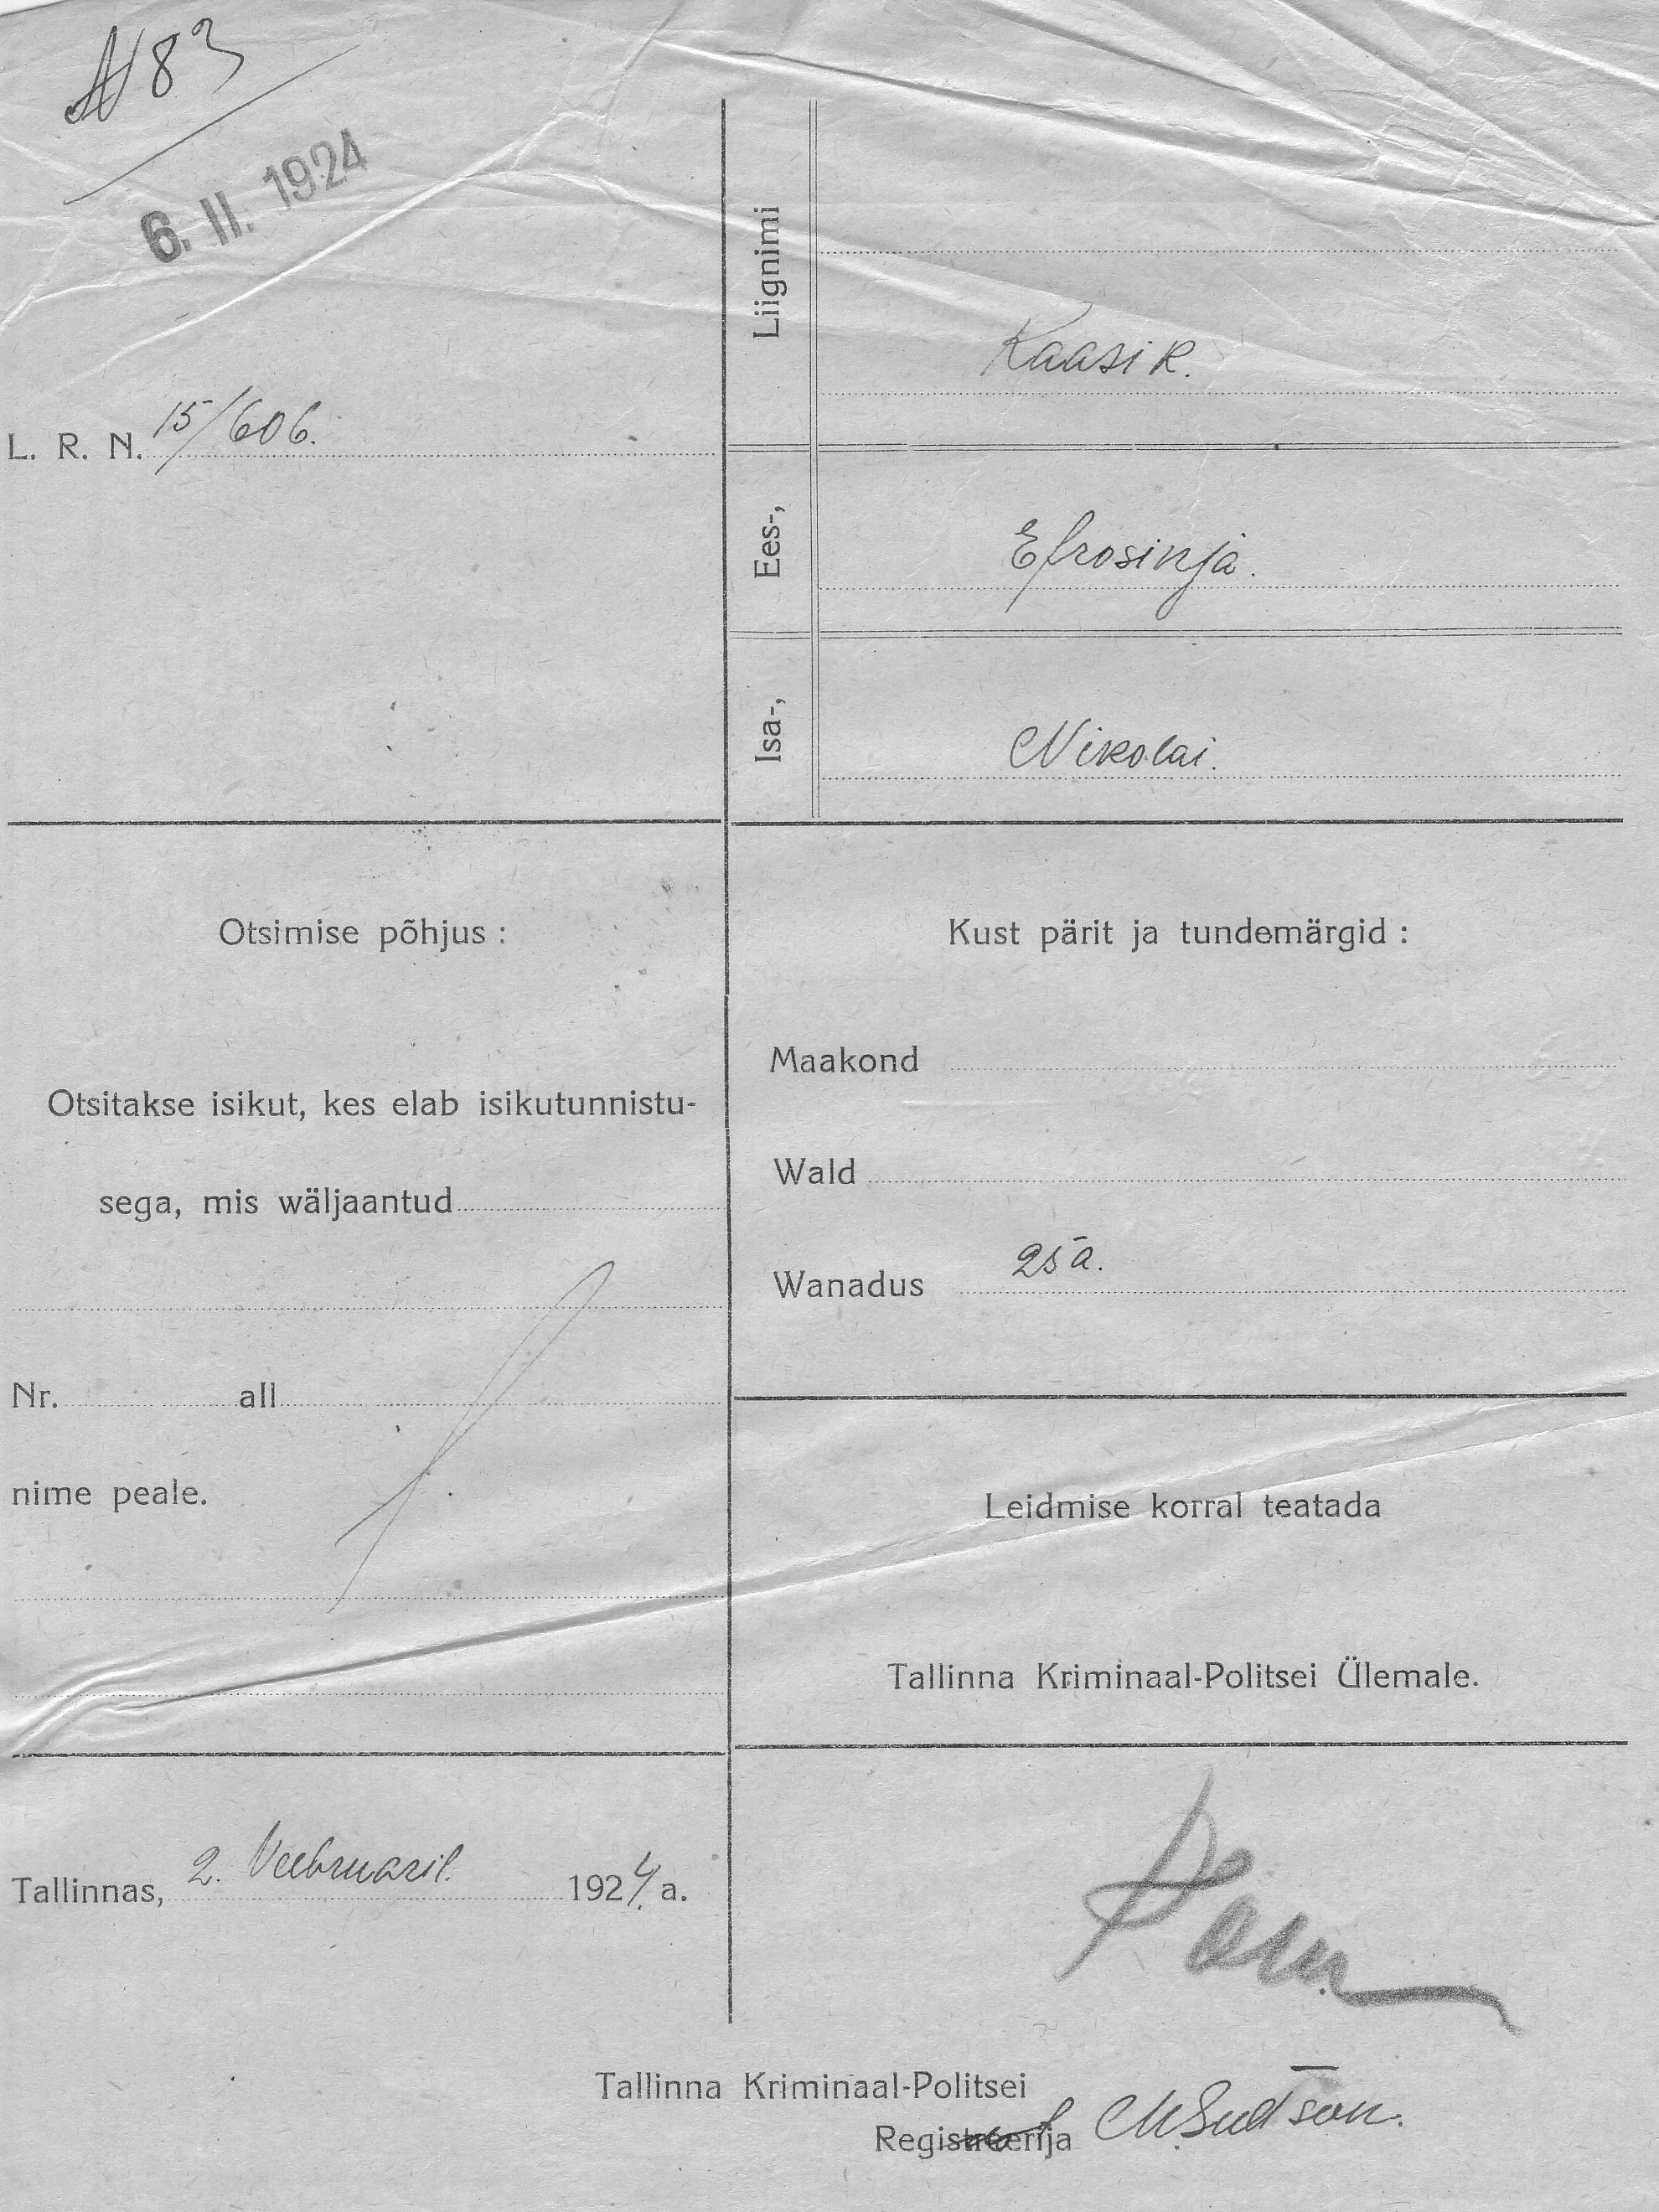 N 83
6. II. 1924
L. R. N. 15/606.
Liignimi
Kaasik.
Ees-,
Efrosinja.
Isa-,
Nikolai.
Otsimise põhjus :
Otsitakse isikut, kes elab isikutunnistu-
sega, mis wäljaantud
Nr. all
nime peale.
Kust pärit ja tundemärgid :
Maakond
Wald
Wanadus 25 a.
Leidmise korral teatada
Tallinna Kriminaal-Politsei Ülemale.
Tallinnas, 2. Veebruaril. 1924. a.
Tallinna Kriminaal-Politsei
Registreerija